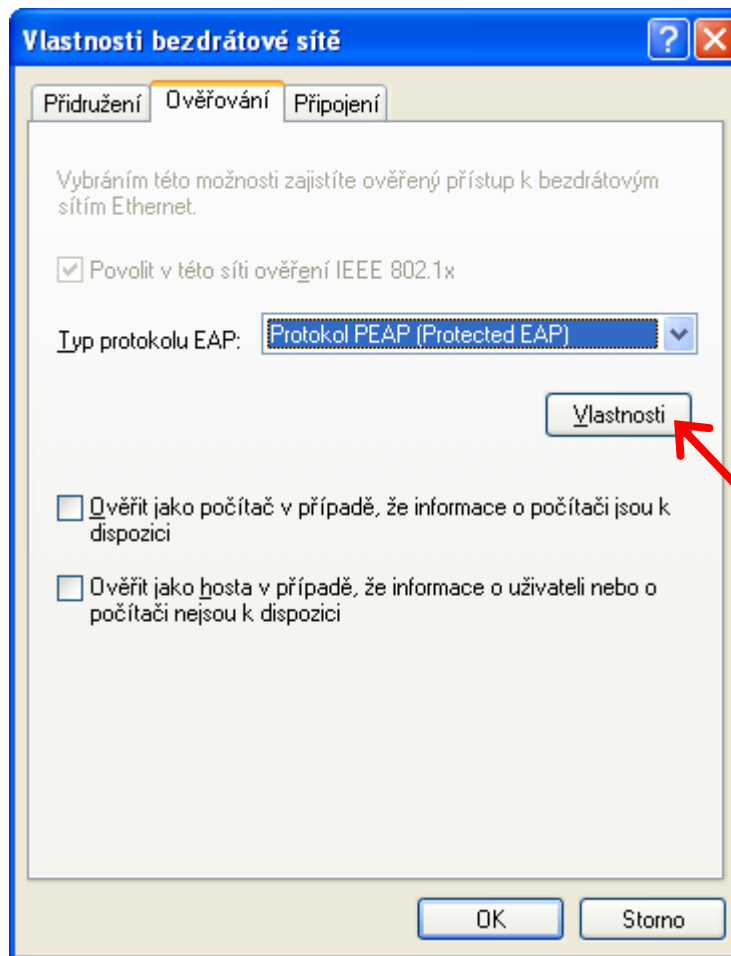 Vlastnosti bezdrátové sítě
Přidružení Ověřování Připojení
Vybráním této možnosti zajistíte ověřený přístup k bezdrátovým
sítím Ethernet.
Povolit v této síti ověření IEEE 802.1x
Typ protokolu EAP: Protokol PEAP (Protected EAP)
Vlastnosti
Ověřit jako počítač v případě, že informace o počítači jsou k
dispozici
Ověřit jako hosta v případě, že informace o uživateli nebo o
počítači nejsou k dispozici
OK Storno